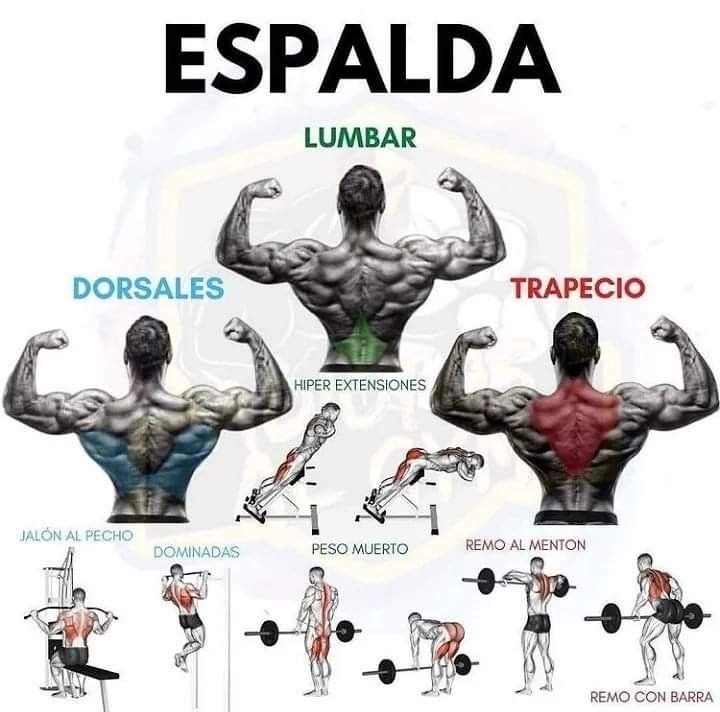 ESPALDA
LUMBAR
DORSALES
TRAPECIO
HIPER EXTENSIONES
JALÓN AL PECHO
DOMINADAS
PESO MUERTO
REMO AL MENTON
REMO CON BARRA